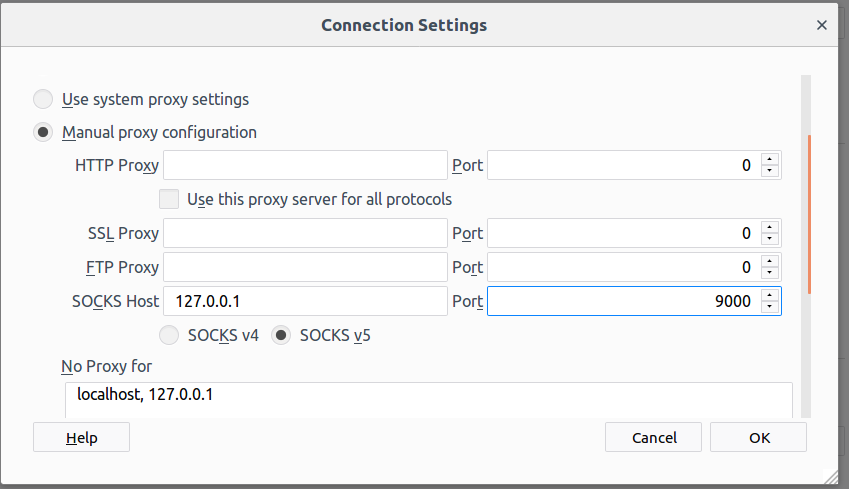 Connection Settings ×
Use system proxy settings
Manual proxy configuration
HTTP Proxy Port 0
Use this proxy server for all protocols
SSL Proxy Port 0
FTP Proxy Port 0
SOCKS Host 127.0.0.1 Port 9000
SOCKS v4 SOCKS v5
No Proxy for
localhost, 127.0.0.1
Help Cancel OK